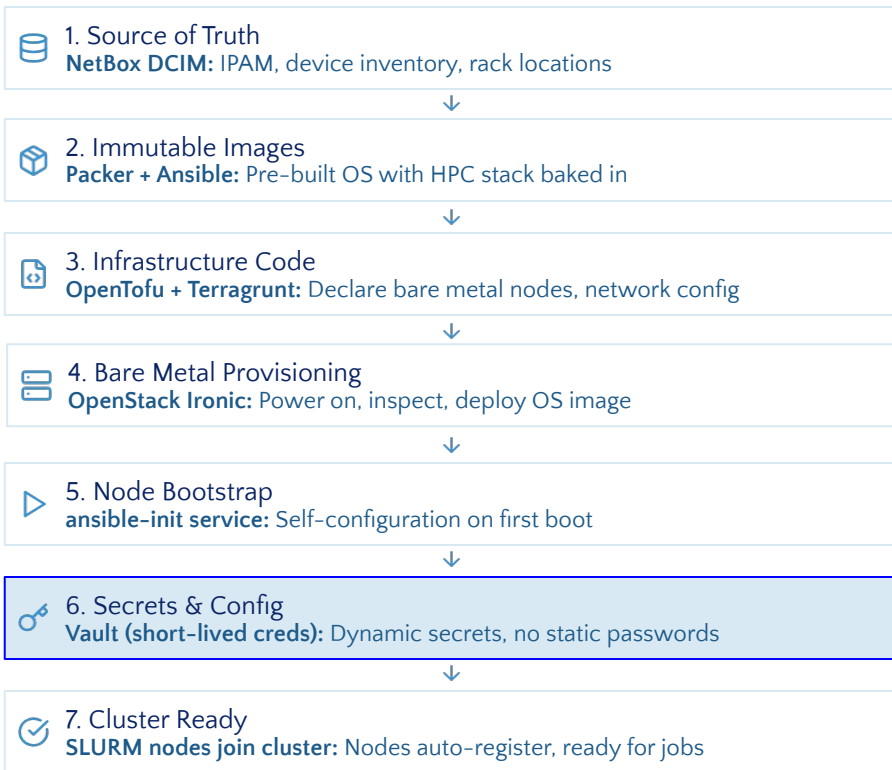 1. Source of Truth
NetBox DCIM: IPAM, device inventory, rack locations
2. Immutable Images
Packer + Ansible: Pre-built OS with HPC stack baked in
3. Infrastructure Code
OpenTofu + Terragrunt: Declare bare metal nodes, network config
4. Bare Metal Provisioning
OpenStack Ironic: Power on, inspect, deploy OS image
5. Node Bootstrap
ansible-init service: Self-configuration on first boot
6. Secrets & Config
Vault (short-lived creds): Dynamic secrets, no static passwords
7. Cluster Ready
SLURM nodes join cluster: Nodes auto-register, ready for jobs